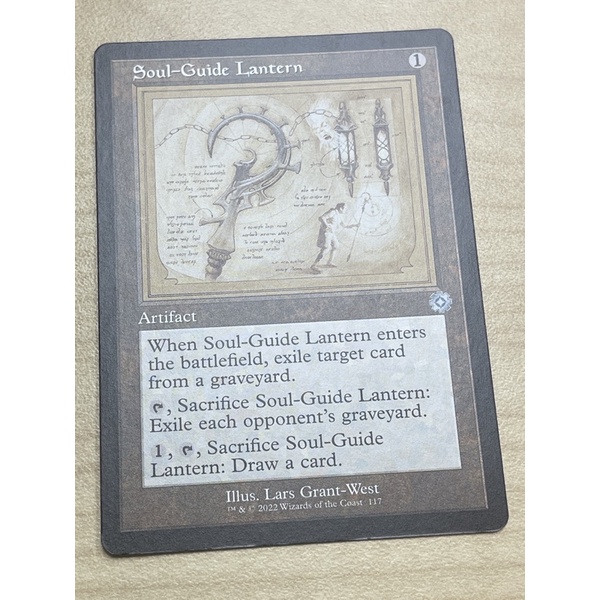 Soul-Guide Lantern
1
Artifact
When Soul-Guide Lantern enters
the battlefield, exile target card
from a graveyard.
, Sacrifice Soul-Guide Lantern:
Exile each opponent's graveyard.
1, , Sacrifice Soul-Guide
Lantern: Draw a card.
Illus. Lars Grant-West
™ & © 2022 Wizards of the Coast 117